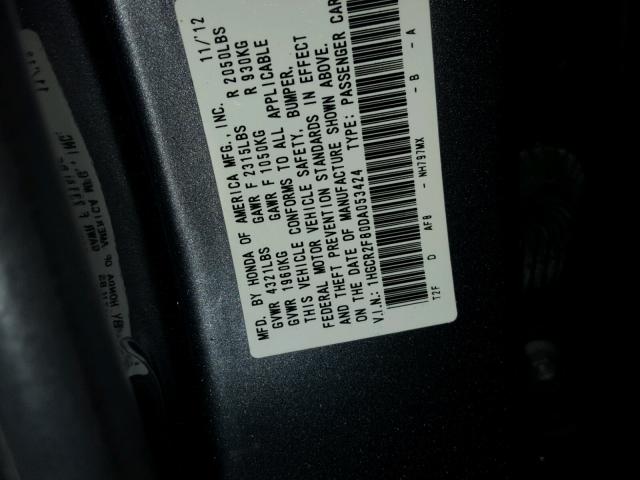 MFD. BY HONDA OF AMERICA MFG., INC. 11/'12
GVWR 4321LBS GAWR F 2315LBS R 2050LBS
GVWR 1960KG GAWR F 1050KG R 930KG
THIS VEHICLE CONFORMS TO ALL APPLICABLE
FEDERAL MOTOR VEHICLE SAFETY, BUMPER,
AND THEFT PREVENTION STANDARDS IN EFFECT
ON THE DATE OF MANUFACTURE SHOWN ABOVE.
V.I.N.: 1HGCR2F80DA053424 TYPE: PASSENGER CAR
T2F D AF8 - NH797MX - B - A